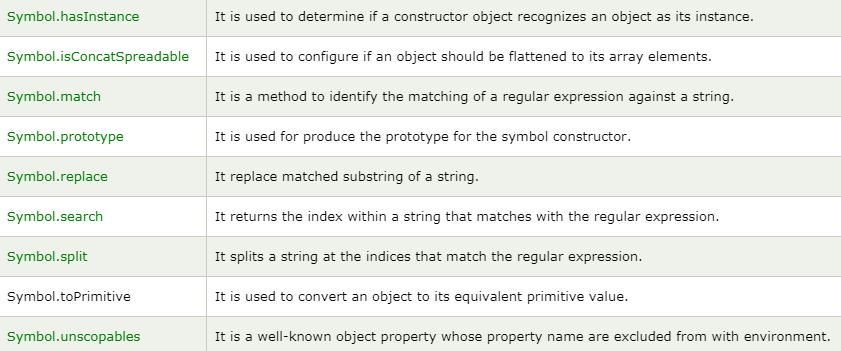 Symbol.hasInstance It is used to determine if a constructor object recognizes an object as its instance.
Symbol.isConcatSpreadable It is used to configure if an object should be flattened to its array elements.
Symbol.match It is a method to identify the matching of a regular expression against a string.
Symbol.prototype It is used for produce the prototype for the symbol constructor.
Symbol.replace It replace matched substring of a string.
Symbol.search It returns the index within a string that matches with the regular expression.
Symbol.split It splits a string at the indices that match the regular expression.
Symbol.toPrimitive It is used to convert an object to its equivalent primitive value.
Symbol.unscopables It is a well-known object property whose property name are excluded from with environment.